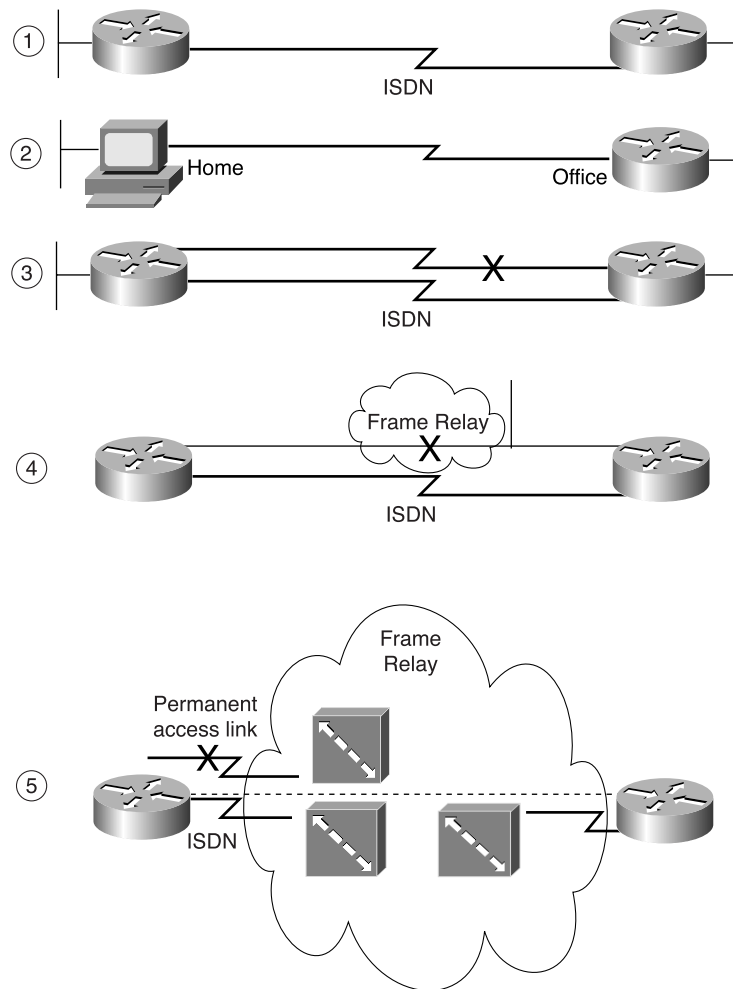 1
ISDN
2
Home
Office
3
X
ISDN
Frame Relay
X
4
ISDN
Frame
Relay
Permanent
access link
X
5
ISDN